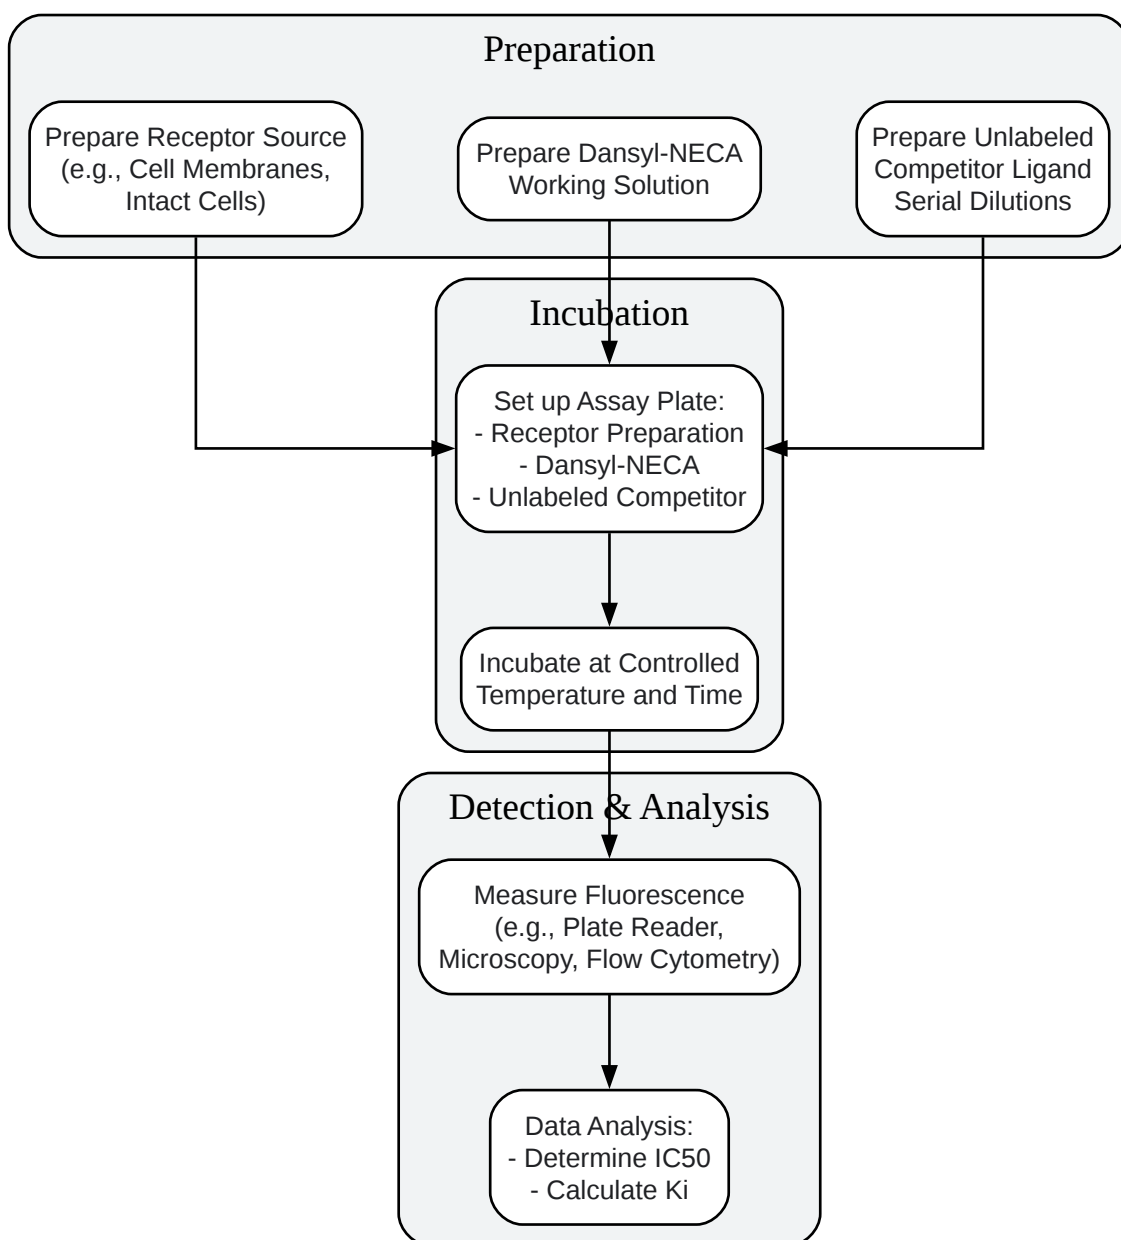 Preparation
Prepare Receptor Source
(e.g., Cell Membranes,
Intact Cells)
Prepare Dansyl-NECA
Working Solution
Prepare Unlabeled
Competitor Ligand
Serial Dilutions
Incubation
Set up Assay Plate:
- Receptor Preparation
- Dansyl-NECA
- Unlabeled Competitor
Incubate at Controlled
Temperature and Time
Detection & Analysis
Measure Fluorescence
(e.g., Plate Reader,
Microscopy, Flow Cytometry)
Data Analysis:
- Determine IC50
- Calculate Ki